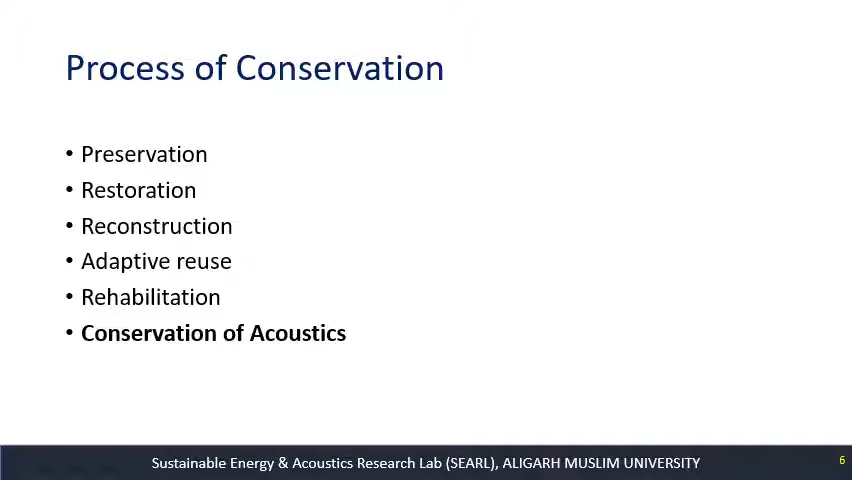 Process of Conservation
• Preservation
• Restoration
• Reconstruction
• Adaptive reuse
• Rehabilitation
• Conservation of Acoustics
Sustainable Energy & Acoustics Research Lab (SEARL), ALIGARH MUSLIM UNIVERSITY
6